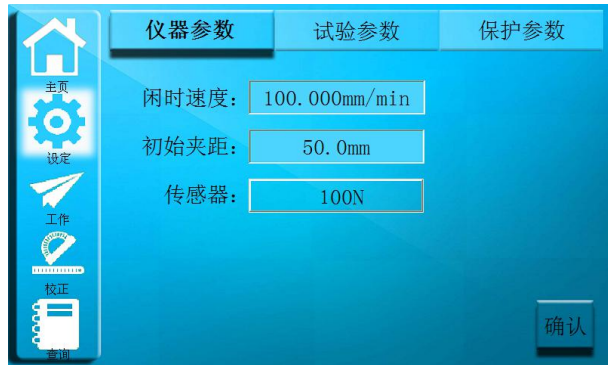 仪器参数
试验参数
保护参数
主页
设定
工作
校正
查询
闲时速度: 100.000mm/min
初始夹距: 50.0mm
传感器: 100N
确认